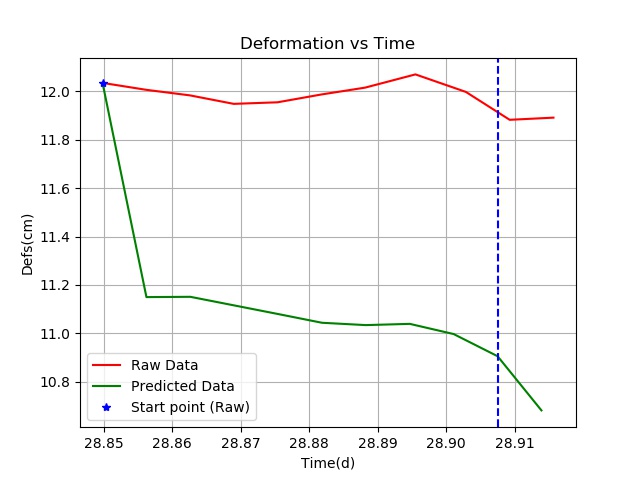 Deformation vs Time
Defs(cm)
12.0
11.8
11.6
11.4
11.2
11.0
10.8
Raw Data
Predicted Data
Start point (Raw)
28.85 28.86 28.87 28.88 28.89 28.90 28.91
Time(d)